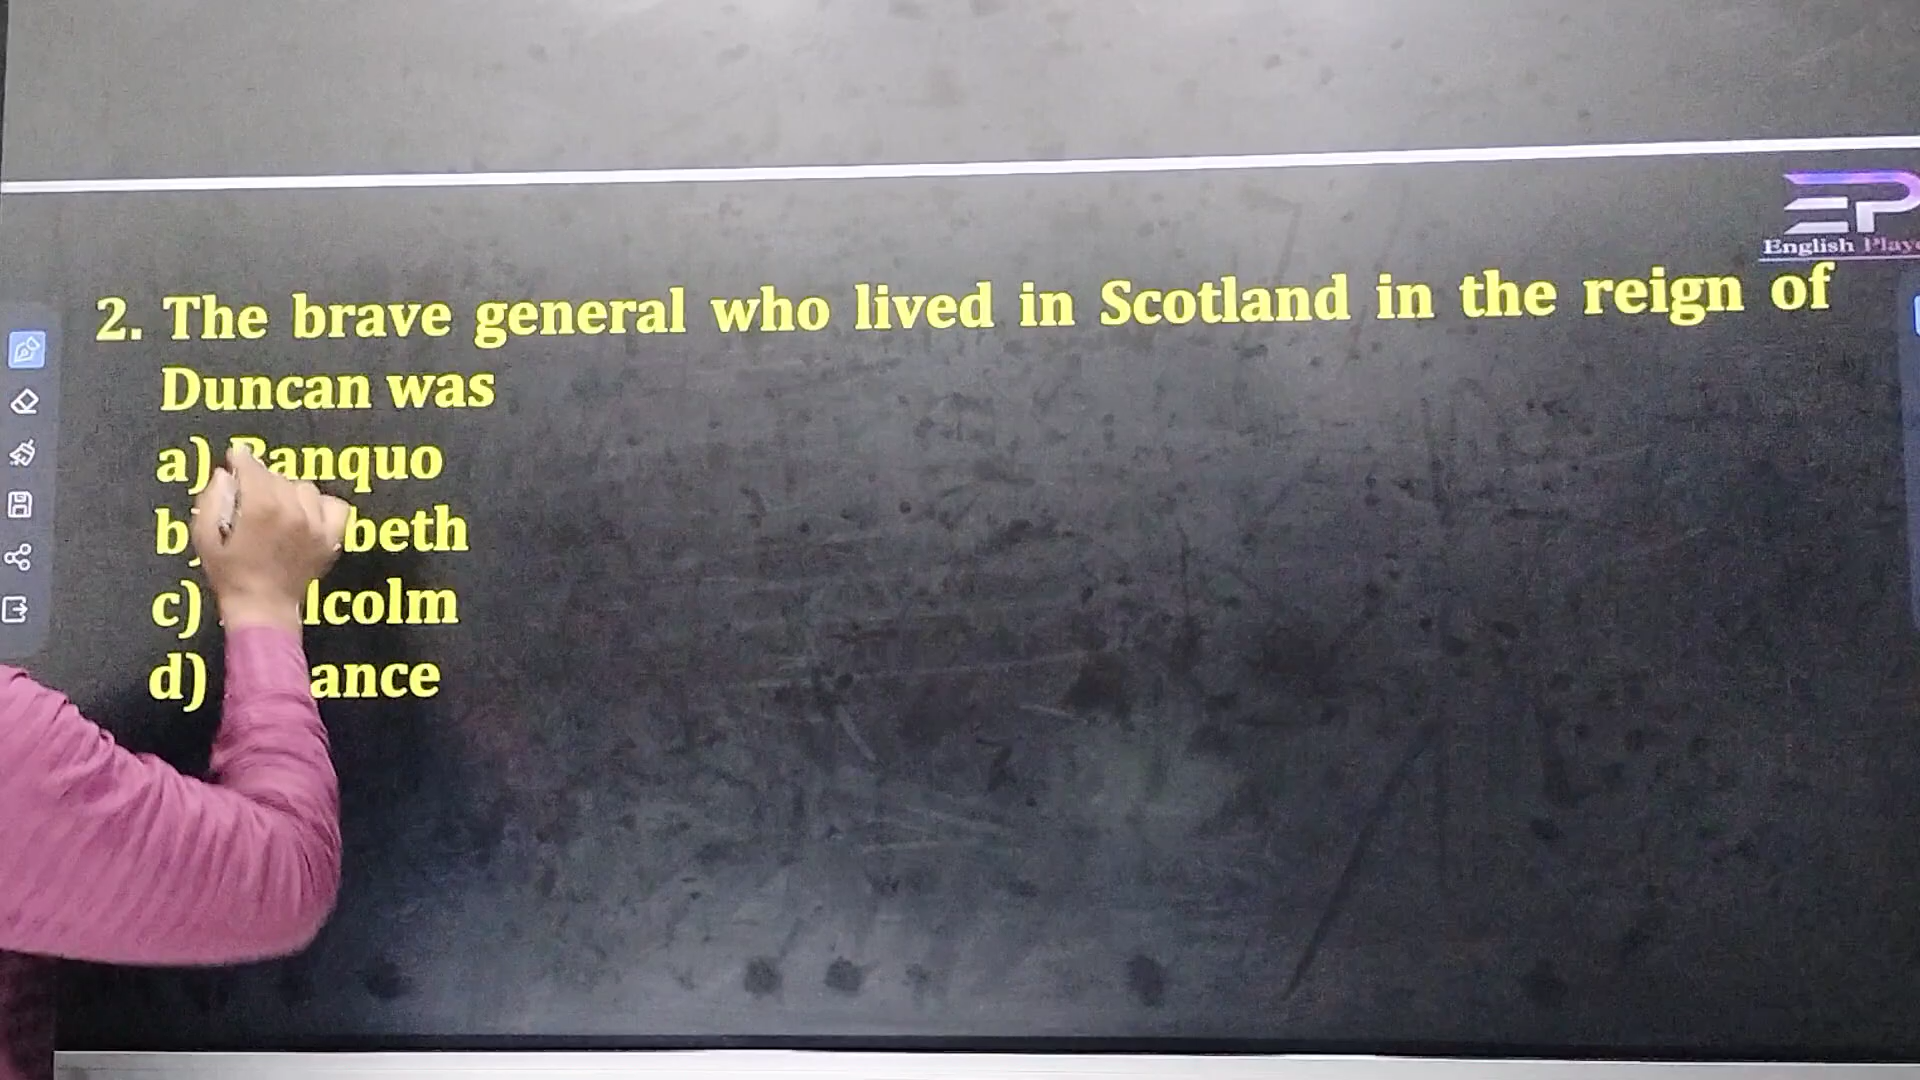 English
2. The brave general who lived in Scotland in the reign of
Duncan was
a) Banquo
b) beth
c) lcolm
d) ance